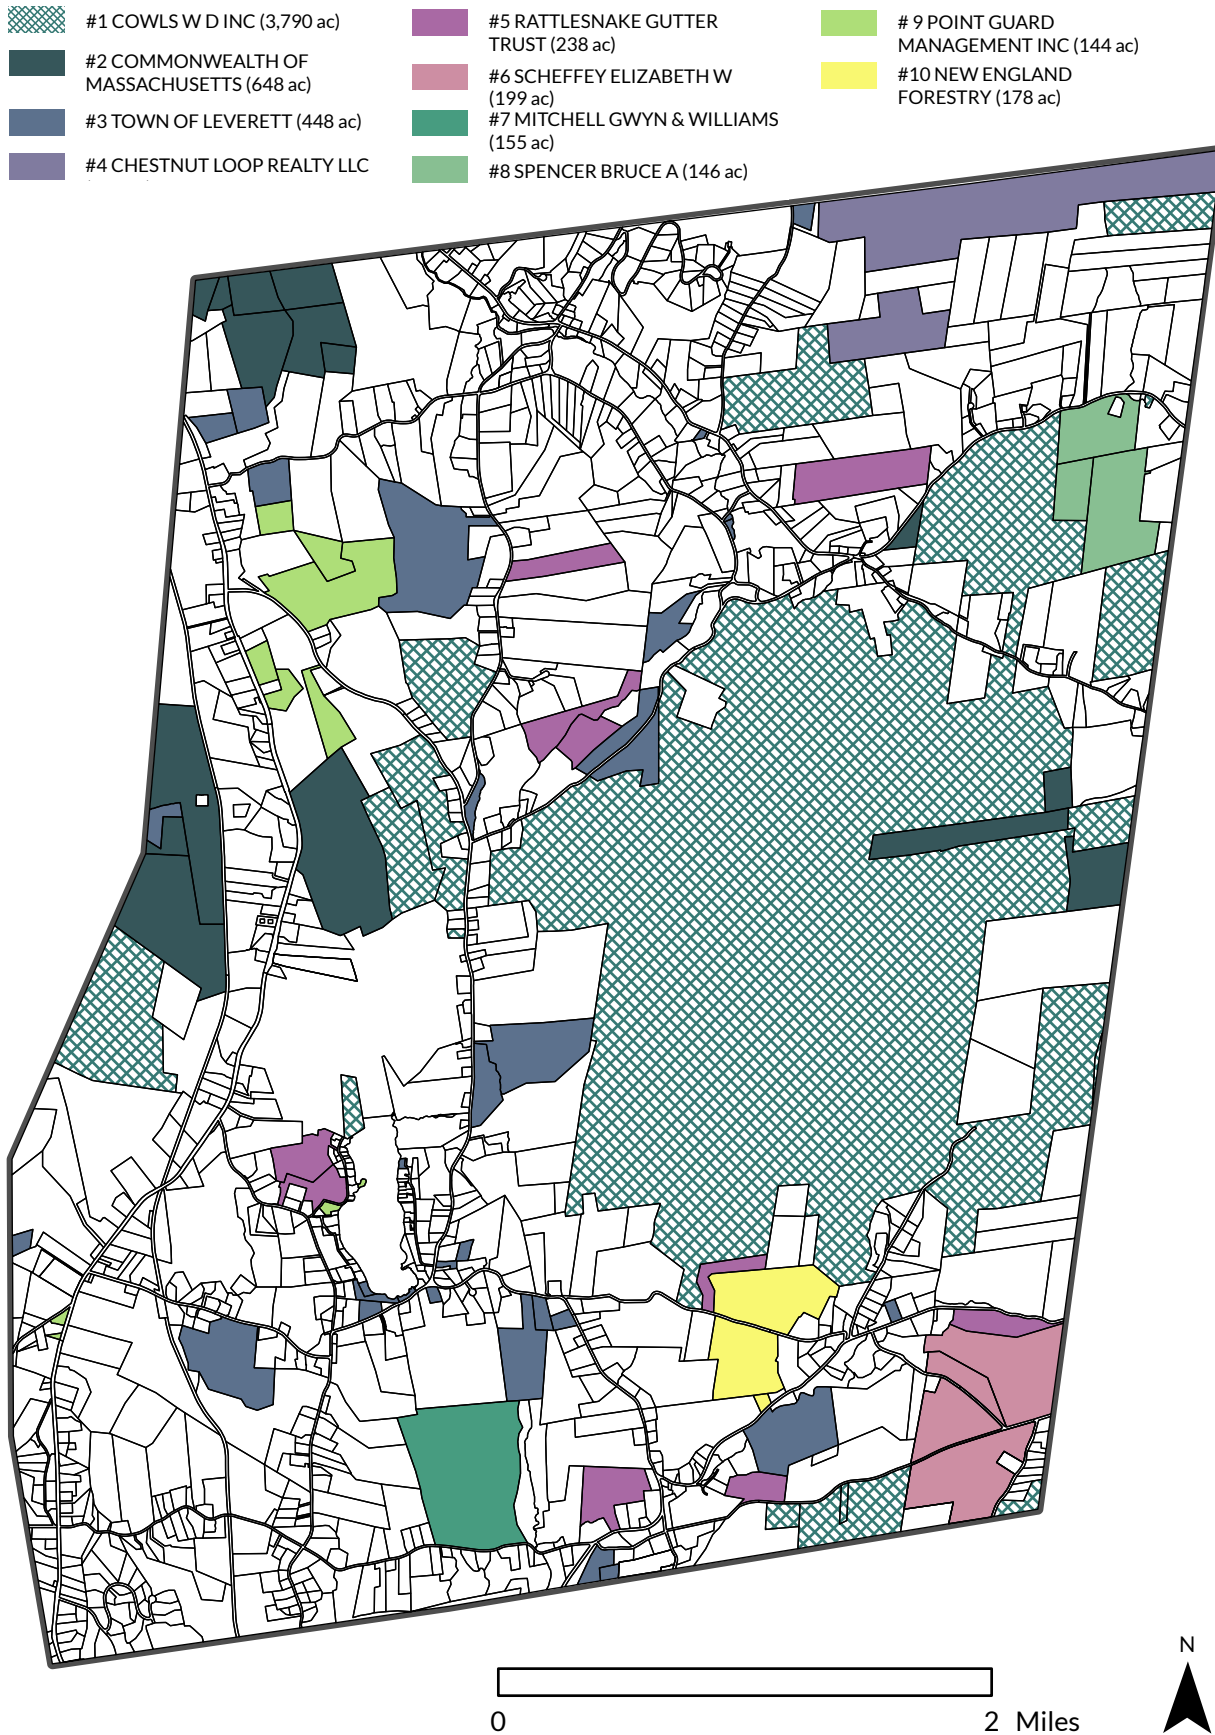 #1 COWLS W D INC (3,790 ac)
#2 COMMONWEALTH OF
MASSACHUSETTS (648 ac)
#3 TOWN OF LEVERETT (448 ac)
#4 CHESTNUT LOOP REALTY LLC
#5 RATTLESNAKE GUTTER
TRUST (238 ac)
#6 SCHEFFEY ELIZABETH W
(199 ac)
#7 MITCHELL GWYN & WILLIAMS
(155 ac)
#8 SPENCER BRUCE A (146 ac)
# 9 POINT GUARD
MANAGEMENT INC (144 ac)
#10 NEW ENGLAND
FORESTRY (178 ac)
N
0 2 Miles